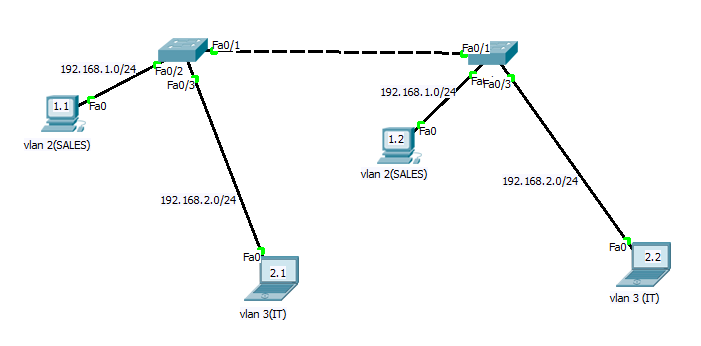 Fa0/1
Fa0/1
192.168.1.0/24
Fa0/2
Fa0/3
Fa0/3
192.168.1.0/24
1.1
Fa0
vlan 2(SALES)
1.2
Fa0
vlan 2(SALES)
192.168.2.0/24
192.168.2.0/24
Fa0
2.1
vlan 3(IT)
Fa0
2.2
vlan 3 (IT)